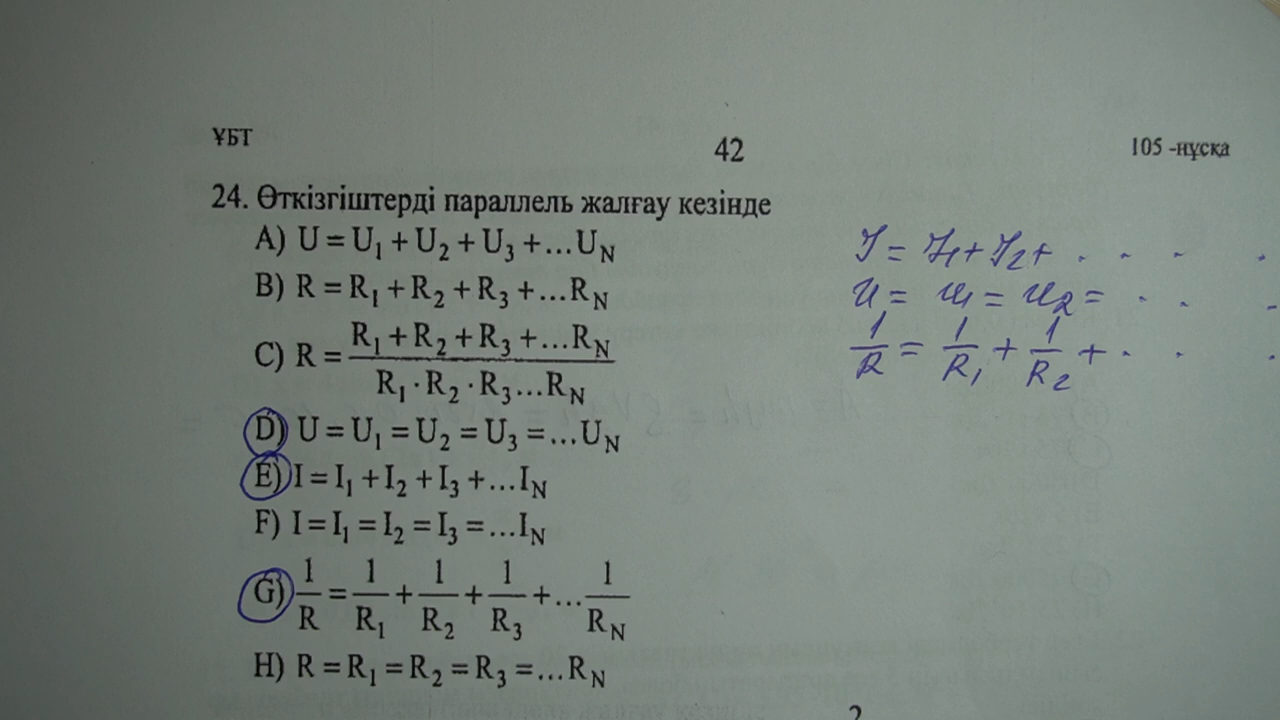 ҰБТ 42 105 -нұсқа
24. Өткізгіштерді параллель жалғау кезінде
A) U = U₁ + U₂ + U₃ + ...U_N
B) R = R₁ + R₂ + R₃ + ...R_N
C) R = (R₁ + R₂ + R₃ + ...R_N)/(R₁ · R₂ · R₃...R_N)
D) U = U₁ = U₂ = U₃ = ...U_N
E) I = I₁ + I₂ + I₃ + ...I_N
F) I = I₁ = I₂ = I₃ = ...I_N
G) 1/R = 1/R₁ + 1/R₂ + 1/R₃ + ... 1/R_N
H) R = R₁ = R₂ = R₃ = ...R_N
I = I₁ + I₂ + . . . .
U = U₁ = U₂ = . . .
1/R = 1/R₁ + 1/R₂ + . . .
2